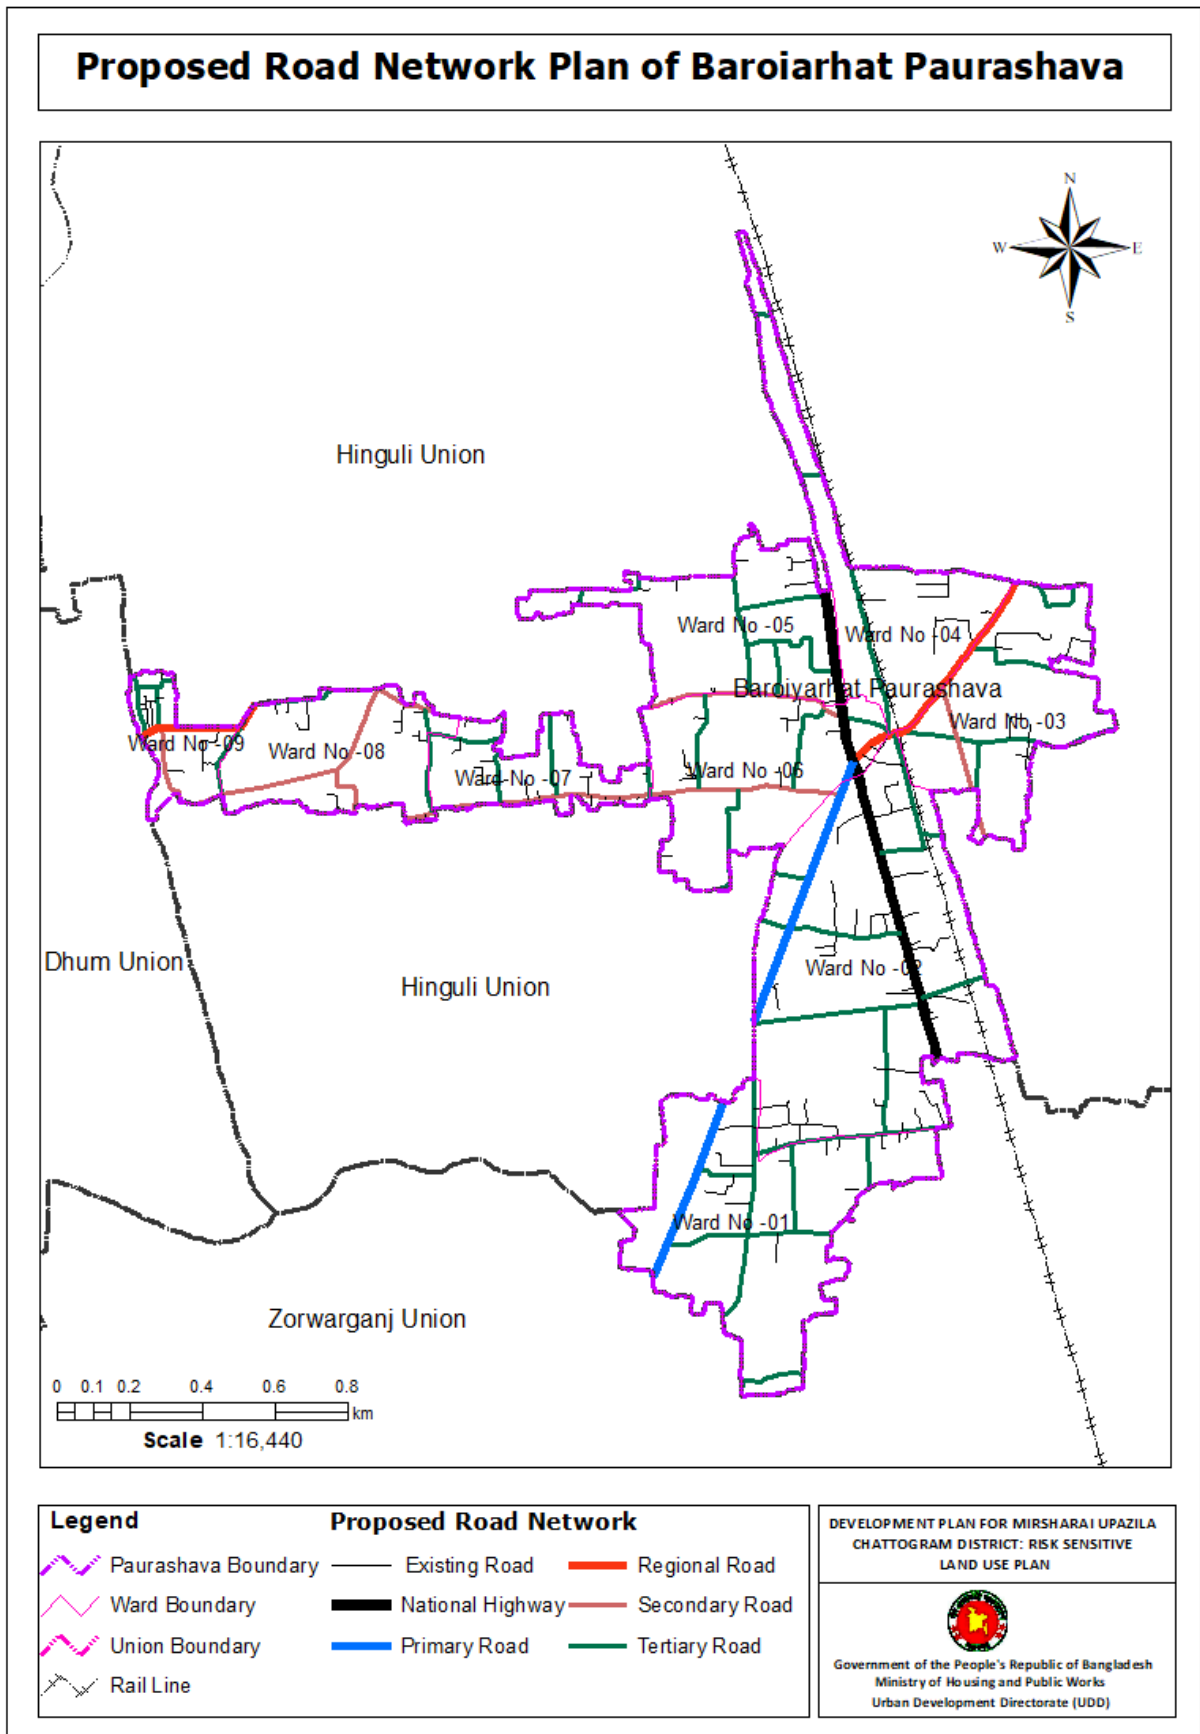 Proposed Road Network Plan of Baroiarhat Paurashava
N
W
E
S
Hinguli Union
Ward No -05
Ward No -04
Baroiyarhat Paurashava
Ward No -03
Ward No -09
Ward No -08
Ward No -07
Ward No -06
Dhum Union
Hinguli Union
Ward No -02
Ward No -01
Zorwarganj Union
0 0.1 0.2 0.4 0.6 0.8
km
Scale 1:16,440
Legend
Paurashava Boundary
Ward Boundary
Union Boundary
Rail Line
Proposed Road Network
Existing Road
National Highway
Primary Road
Regional Road
Secondary Road
Tertiary Road
DEVELOPMENT PLAN FOR MIRSHARAI UPAZILA
CHATTOGRAM DISTRICT: RISK SENSITIVE
LAND USE PLAN
Government of the People's Republic of Bangladesh
Ministry of Housing and Public Works
Urban Development Directorate (UDD)